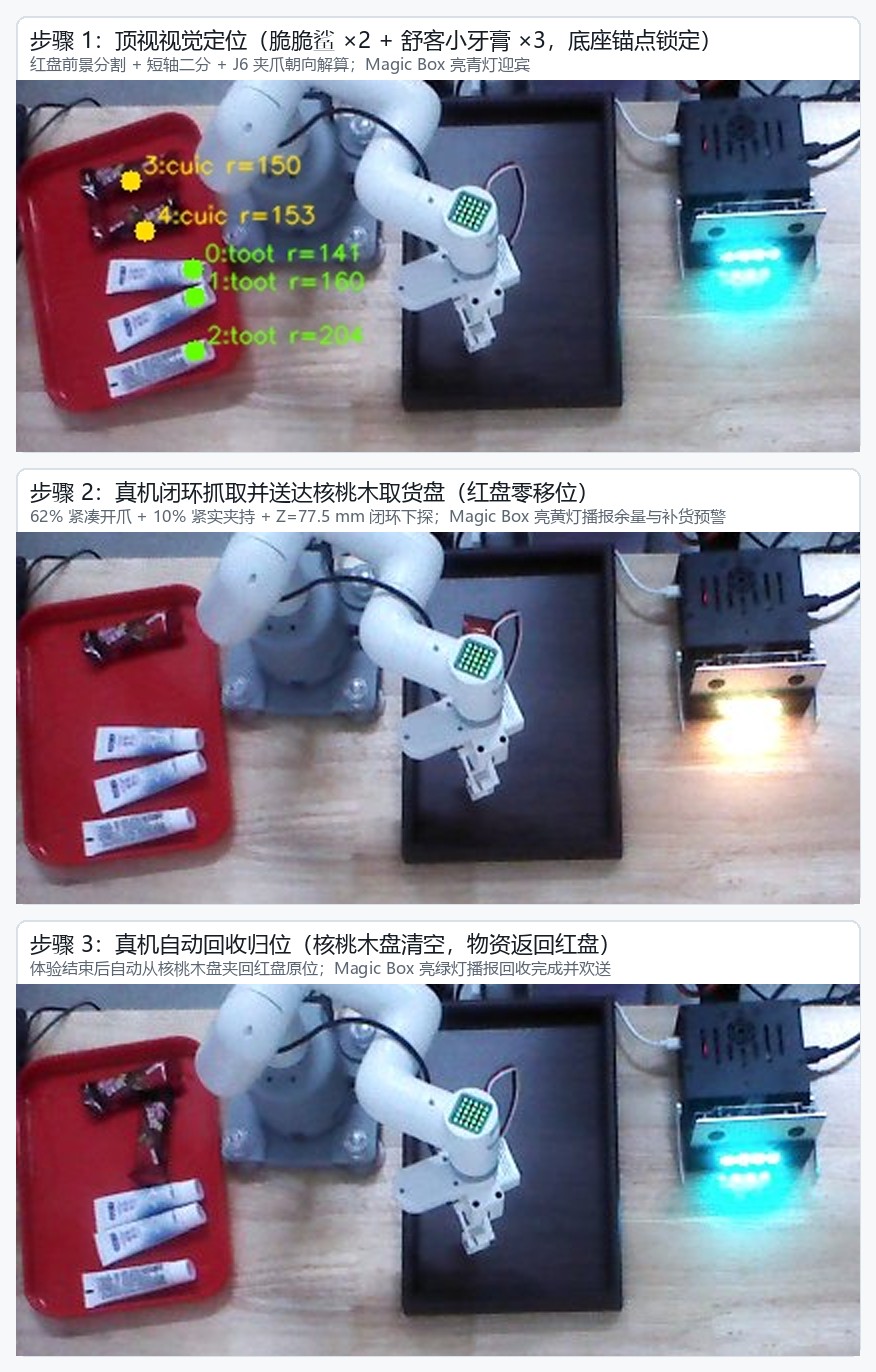 步骤 1：顶视视觉定位（脆脆鲨 ×2 + 舒客小牙膏 ×3，底座锚点锁定）
红盘前景分割 + 短轴二分 + J6 夹爪朝向解算；Magic Box 亮青灯迎宾
3:cuic r=150
4:cuic r=153
0:toot r=141
1:toot r=160
2:toot r=204
步骤 2：真机闭环抓取并送达核桃木取货盘（红盘零移位）
62% 紧凑开爪 + 10% 紧实夹持 + Z=77.5 mm 闭环下探；Magic Box 亮黄灯播报余量与补货预警
步骤 3：真机自动回收归位（核桃木盘清空，物资返回红盘）
体验结束后自动从核桃木盘夹回红盘原位；Magic Box 亮绿灯播报回收完成并欢送